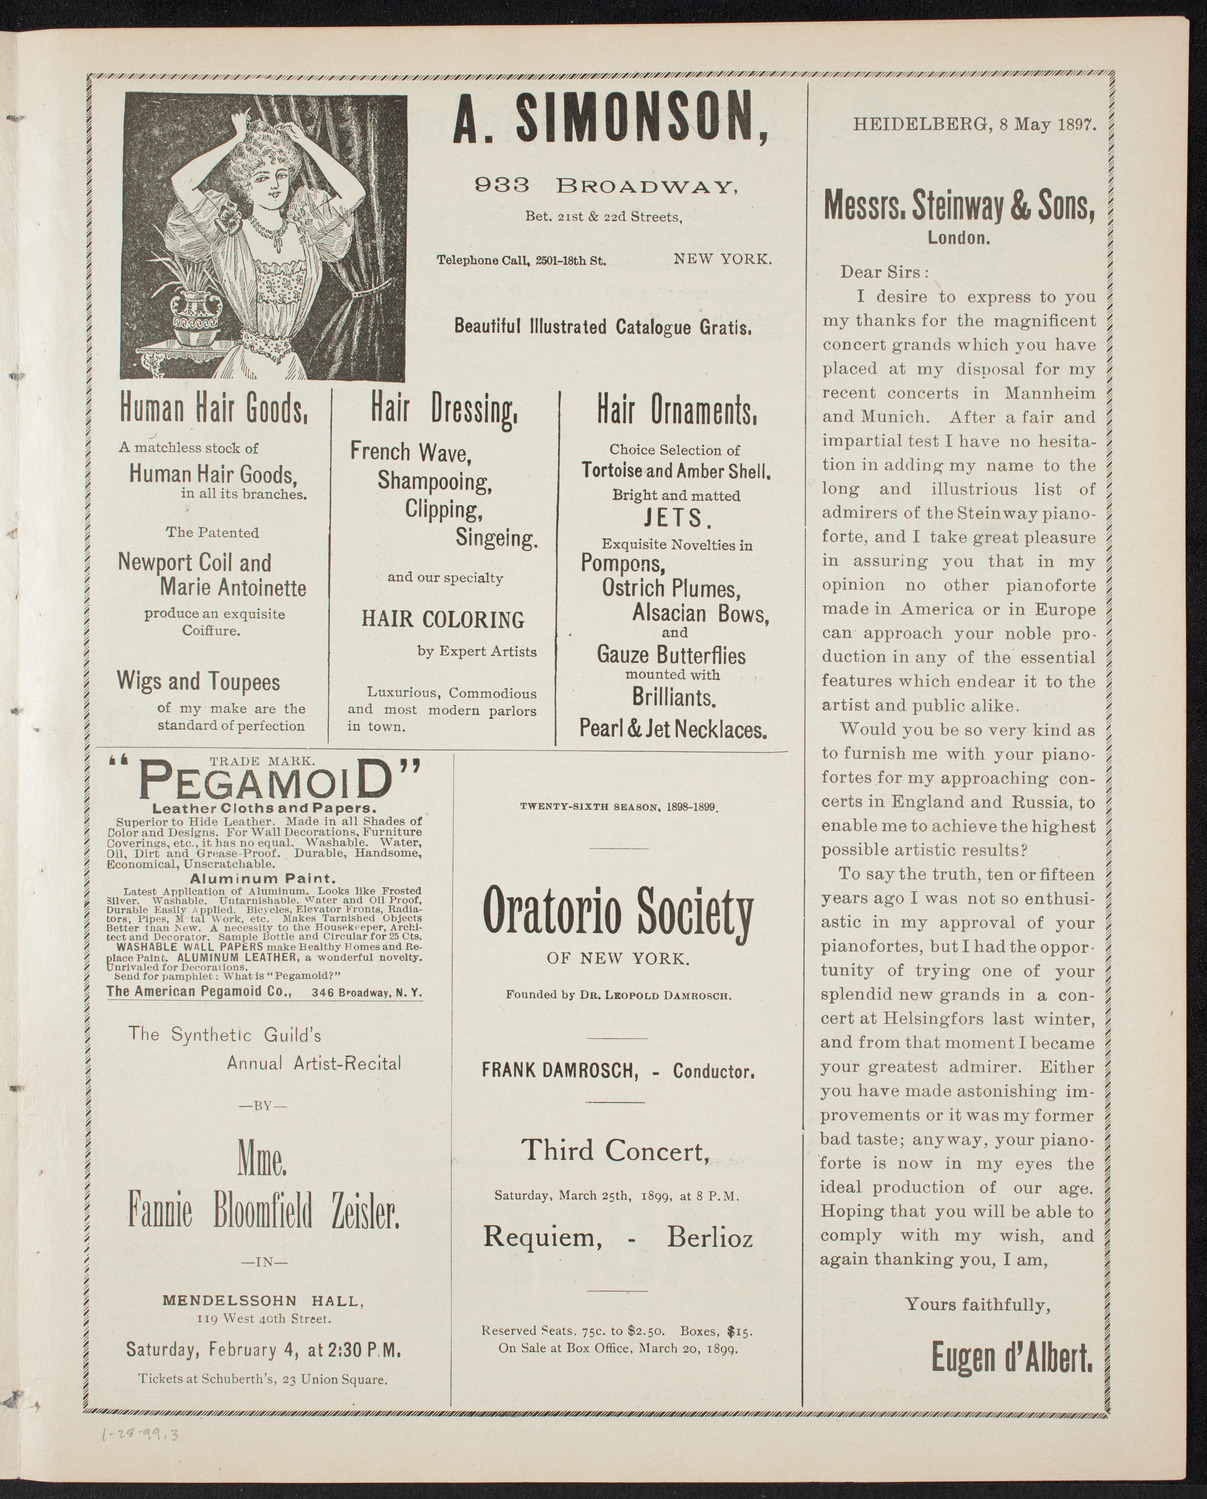 A. SIMONSON,
933 BROADWAY,
Bet. 21st & 22d Streets,
Telephone Call, 2501-18th St. NEW YORK.
Beautiful Illustrated Catalogue Gratis.
Human Hair Goods,
A matchless stock of
Human Hair Goods,
in all its branches.
The Patented
Newport Coil and
Marie Antoinette
produce an exquisite
Coiffure.
Wigs and Toupees
of my make are the
standard of perfection
Hair Dressing,
French Wave,
Shampooing,
Clipping,
Singeing.
and our specialty
HAIR COLORING
by Expert Artists
Luxurious, Commodious
and most modern parlors
in town.
Hair Ornaments,
Choice Selection of
Tortoise and Amber Shell.
Bright and matted
JETS.
Exquisite Novelties in
Pompons,
Ostrich Plumes,
Alsacian Bows,
and
Gauze Butterflies
mounted with
Brilliants.
Pearl & Jet Necklaces.
TRADE MARK.
"PEGAMOID"
Leather Cloths and Papers.
Superior to Hide Leather. Made in all Shades of
Color and Designs. For Wall Decorations, Furniture
Coverings, etc., it has no equal. Washable. Water,
Oil, Dirt and Grease-Proof. Durable, Handsome,
Economical, Unscratchable.
Aluminum Paint.
Latest Application of Aluminum. Looks like Frosted
Silver. Washable. Untarnishable. Water and Oil Proof,
Durable Easily Applied. Bicycles, Elevator Fronts, Radia-
tors, Pipes, M tal Work, etc. Makes Tarnished Objects
Better than New. A necessity to the Housekeeper, Archi-
tect and Decorator. Sample Bottle and Circular for 25 Cts.
WASHABLE WALL PAPERS make Healthy Homes and Re-
place Paint. ALUMINUM LEATHER, a wonderful novelty.
Unrivaled for Decorations.
Send for pamphlet: What is "Pegamoid?"
The American Pegamoid Co., 346 Broadway, N. Y.
The Synthetic Guild's
Annual Artist-Recital
—BY—
Mme.
Fannie Bloomfield Zeisler.
—IN—
MENDELSSOHN HALL,
119 West 40th Street.
Saturday, February 4, at 2:30 P.M.
Tickets at Schuberth's, 23 Union Square.
TWENTY-SIXTH SEASON, 1898-1899.
Oratorio Society
OF NEW YORK.
Founded by DR. LEOPOLD DAMROSCH.
FRANK DAMROSCH, - Conductor.
Third Concert,
Saturday, March 25th, 1899, at 8 P.M.
Requiem, - Berlioz
Reserved Seats, 75c. to $2.50. Boxes, $15.
On Sale at Box Office, March 20, 1899.
HEIDELBERG, 8 May 1897.
Messrs. Steinway & Sons,
London.
Dear Sirs:
I desire to express to you
my thanks for the magnificent
concert grands which you have
placed at my disposal for my
recent concerts in Mannheim
and Munich. After a fair and
impartial test I have no hesita-
tion in adding my name to the
long and illustrious list of
admirers of the Steinway piano-
forte, and I take great pleasure
in assuring you that in my
opinion no other pianoforte
made in America or in Europe
can approach your noble pro-
duction in any of the essential
features which endear it to the
artist and public alike.
Would you be so very kind as
to furnish me with your piano-
fortes for my approaching con-
certs in England and Russia, to
enable me to achieve the highest
possible artistic results?
To say the truth, ten or fifteen
years ago I was not so enthusi-
astic in my approval of your
pianofortes, but I had the oppor-
tunity of trying one of your
splendid new grands in a con-
cert at Helsingfors last winter,
and from that moment I became
your greatest admirer. Either
you have made astonishing im-
provements or it was my former
bad taste; anyway, your piano-
forte is now in my eyes the
ideal production of our age.
Hoping that you will be able to
comply with my wish, and
again thanking you, I am,
Yours faithfully,
Eugen d'Albert.
1-28-99.3